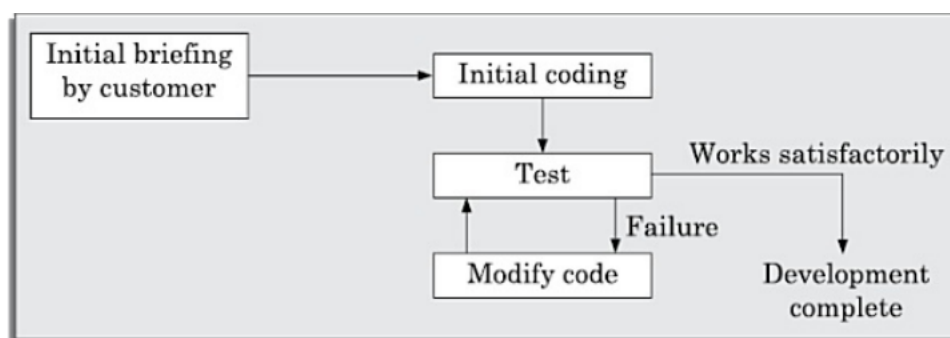 Initial briefing
by customer
Initial coding
Test
Works satisfactorily
Failure
Modify code
Development
complete